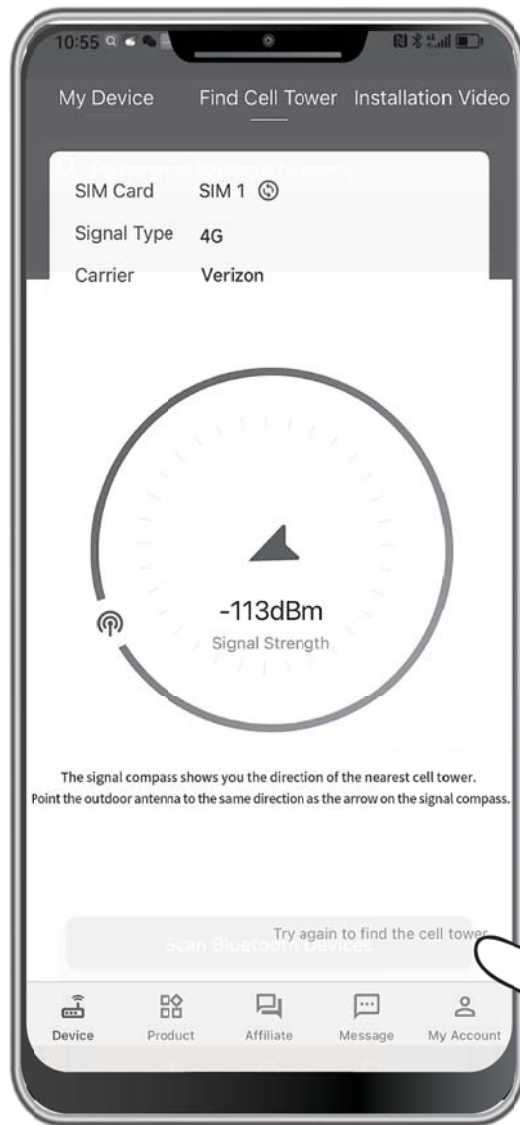 10:55
My Device Find Cell Tower Installation Video
SIM Card SIM 1
Signal Type 4G
Carrier Verizon
-113dBm
Signal Strength
The signal compass shows you the direction of the nearest cell tower.
Point the outdoor antenna to the same direction as the arrow on the signal compass.
Try again to find the cell tower
Scan Bluetooth Devices
Device Product Affiliate Message My Account